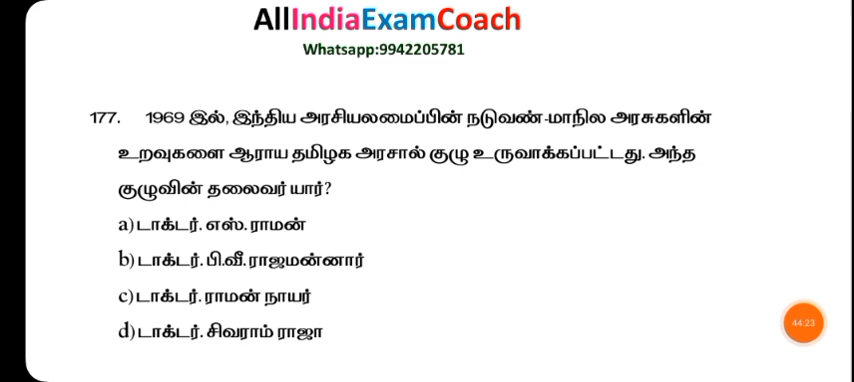 AllIndiaExamCoach
Whatsapp:9942205781
177. 1969 இல், இந்திய அரசியலமைப்பின் நடுவண்-மாநில அரசுகளின்
உறவுகளை ஆராய தமிழக அரசால் குழு உருவாக்கப்பட்டது. அந்த
குழுவின் தலைவர் யார்?
a)டாக்டர். எஸ். ராமன்
b)டாக்டர். பி.வீ. ராஜமன்னார்
c)டாக்டர். ராமன் நாயர்
d)டாக்டர். சிவராம் ராஜா
44:23